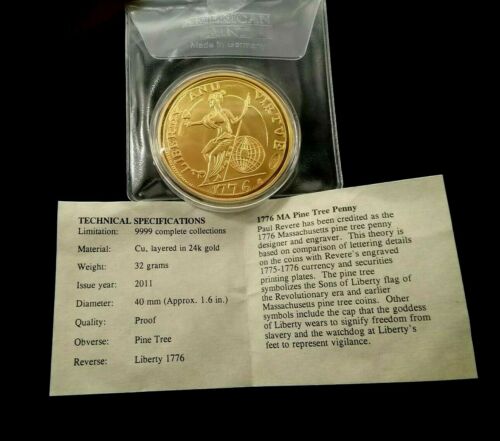 AMERICAN
MINT
Made in Germany
LIBERTY AND VIRTUE
1776
TECHNICAL SPECIFICATIONS
Limitation: 9999 complete collections
Material: Cu, layered in 24k gold
Weight: 32 grams
Issue year: 2011
Diameter: 40 mm (Approx. 1.6 in.)
Quality: Proof
Obverse: Pine Tree
Reverse: Liberty 1776
1776 MA Pine Tree Penny
Paul Revere has been credited as the
1776 Massachusetts pine tree penny
designer and engraver. This theory is
based on comparison of lettering details
on the coins with Revere's engraved
1775-1776 currency and securities
printing plates. The pine tree
symbolizes the Sons of Liberty flag of
the Revolutionary era and earlier
Massachusetts pine tree coins. Other
symbols include the cap that the goddess
of Liberty wears to signify freedom from
slavery and the watchdog at Liberty's
feet to represent vigilance.